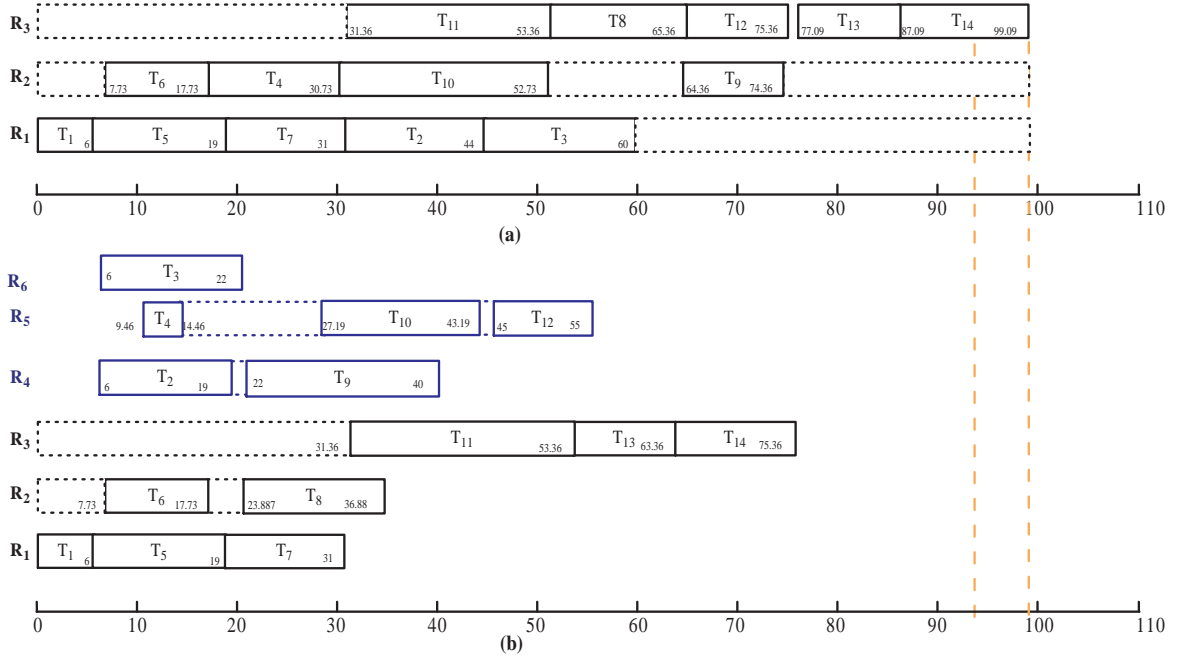 R3 T11 T8 T12 T13 T14
31.36 53.36 65.36 75.36 77.09 87.09 99.09
R2 T6 T4 T10 T9
7.73 17.73 30.73 52.73 64.36 74.36
R1 T1 T5 T7 T2 T3
6 19 31 44 60
0 10 20 30 40 50 60 70 80 90 100 110
(a)
R6 T3
6 22
R5 T4 T10 T12
9.46 14.46 27.19 43.19 45 55
R4 T2 T9
6 19 22 40
R3 T11 T13 T14
31.36 53.36 63.36 75.36
R2 T6 T8
7.73 17.73 23.887 36.88
R1 T1 T5 T7
6 19 31
0 10 20 30 40 50 60 70 80 90 100 110
(b)